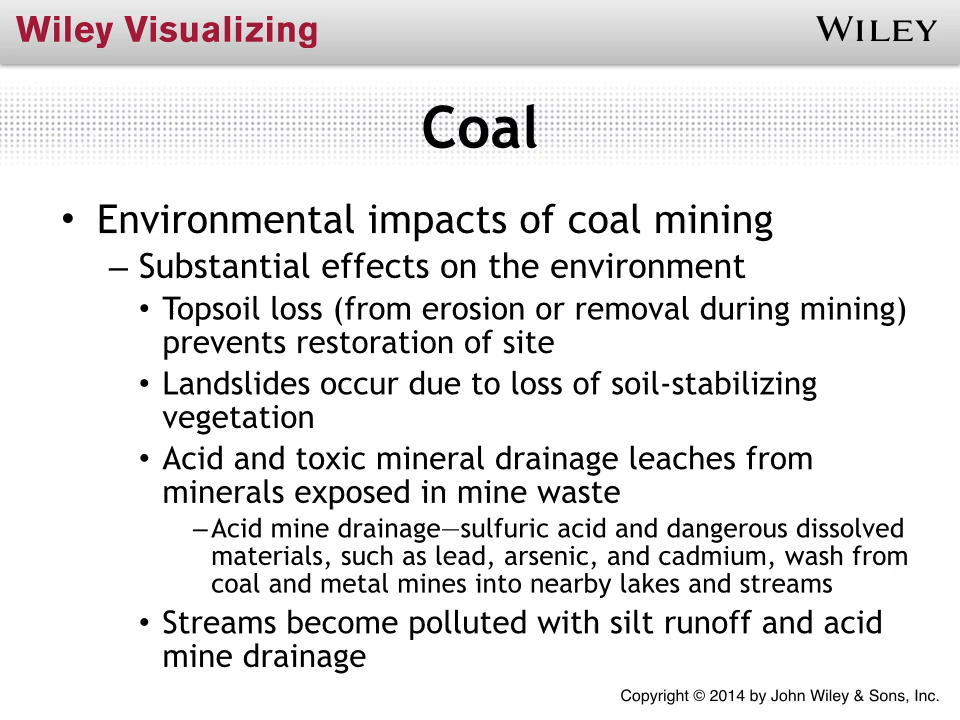 Wiley Visualizing
WILEY
Coal
• Environmental impacts of coal mining
– Substantial effects on the environment
• Topsoil loss (from erosion or removal during mining)
prevents restoration of site
• Landslides occur due to loss of soil-stabilizing
vegetation
• Acid and toxic mineral drainage leaches from
minerals exposed in mine waste
–Acid mine drainage—sulfuric acid and dangerous dissolved
materials, such as lead, arsenic, and cadmium, wash from
coal and metal mines into nearby lakes and streams
• Streams become polluted with silt runoff and acid
mine drainage
Copyright © 2014 by John Wiley & Sons, Inc.